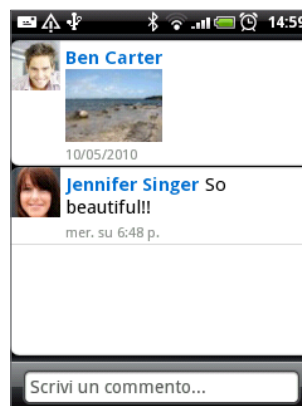 14:59
Ben Carter
10/05/2010
Jennifer Singer So
beautiful!!
mer. su 6:48 p.
Scrivi un commento...